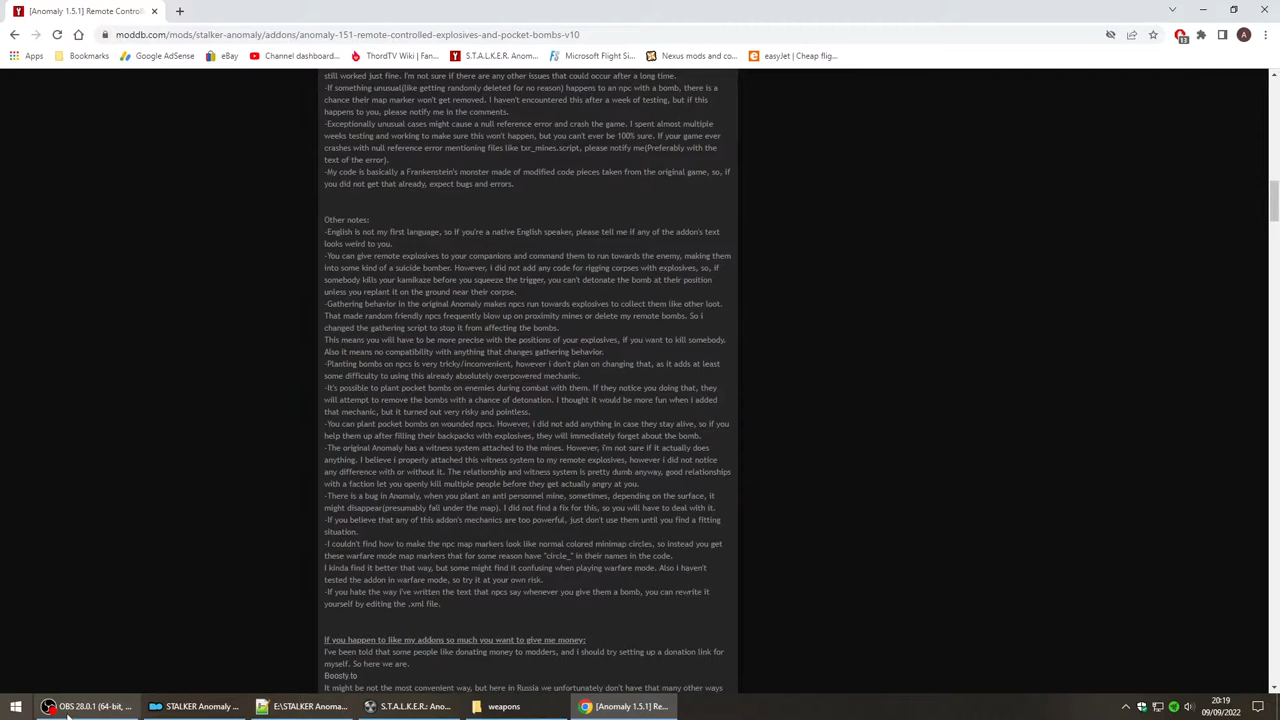 [Anomaly 1.5.1] Remote Controll
moddb.com/mods/stalker-anomaly/addons/anomaly-151-remote-controlled-explosives-and-pocket-bombs-v10
13
A
Apps
Bookmarks
Google AdSense
eBay
Channel dashboard...
ThordTV Wiki | Fan...
S.T.A.L.K.E.R. Anom...
Microsoft Flight Si...
Nexus mods and co...
easyJet | Cheap flig...
still worked just fine. I'm not sure if there are any other issues that could occur after a long time.
-If something unusual(like getting randomly deleted for no reason) happens to an npc with a bomb, there is a
chance their map marker won't get removed. I haven't encountered this after a week of testing, but if this
happens to you, please notify me in the comments.
-Exceptionally unusual cases might cause a null reference error and crash the game. I spent almost multiple
weeks testing and working to make sure this won't happen, but you can't ever be 100% sure. If your game ever
crashes with null reference error mentioning files like txr_mines.script, please notify me(Preferably with the
text of the error).
-My code is basically a Frankenstein's monster made of modified code pieces taken from the original game, so, if
you did not get that already, expect bugs and errors.
Other notes:
-English is not my first language, so if you're a native English speaker, please tell me if any of the addon's text
looks weird to you.
-You can give remote explosives to your companions and command them to run towards the enemy, making them
into some kind of a suicide bomber. However, i did not add any code for rigging corpses with explosives, so, if
somebody kills your kamikaze before you squeeze the trigger, you can't detonate the bomb at their position
unless you replant it on the ground near their corpse.
-Gathering behavior in the original Anomaly makes npcs run towards explosives to collect them like other loot.
That made random friendly npcs frequently blow up on proximity mines or delete my remote bombs. So i
changed the gathering script to stop it from affecting the bombs.
This means you will have to be more precise with the positions of your explosives, if you want to kill somebody.
Also it means no compatibility with anything that changes gathering behavior.
-Planting bombs on npcs is very tricky/inconvenient, however i don't plan on changing that, as it adds at least
some difficulty to using this already absolutely overpowered mechanic.
-It's possible to plant pocket bombs on enemies during combat with them. If they notice you doing that, they
will attempt to remove the bombs with a chance of detonation. I thought it would be more fun when i added
that mechanic, but it turned out very risky and pointless.
-You can plant pocket bombs on wounded npcs. However, i did not add anything in case they stay alive, so if you
help them up after filling their backpacks with explosives, they will immediately forget about the bomb.
-The original Anomaly has a witness system attached to the mines. However, i'm not sure if it actually does
anything. I believe i properly attached this witness system to my remote explosives, however i did not notice
any difference with or without it. The relationship and witness system is pretty dumb anyway, good relationships
with a faction let you openly kill multiple people before they get actually angry at you.
-There is a bug in Anomaly, when you plant an anti personnel mine, sometimes, depending on the surface, it
might disappear(presumably fall under the map). I did not find a fix for this, so you will have to deal with it.
-If you believe that any of this addon's mechanics are too powerful, just don't use them until you find a fitting
situation.
-I couldn't find how to make the npc map markers look like normal colored minimap circles, so instead you get
these warfare mode map markers that for some reason have "circle_" in their names in the code.
I kinda find it better that way, but some might find it confusing when playing warfare mode. Also i haven't
tested the addon in warfare mode, so try it at your own risk.
-If you hate the way i've written the text that npcs say whenever you give them a bomb, you can rewrite it
yourself by editing the .xml file.
If you happen to like my addons so much you want to give me money:
I've been told that some people like donating money to modders, and i should try setting up a donation link for
myself. So here we are.
Boosty.to
It might be not the most convenient way, but here in Russia we unfortunately don't have that many other ways
OBS 28.0.1 (64-bit, ...
STALKER Anomaly ...
E:\STALKER Anoma...
S.T.A.L.K.E.R.: Ano...
weapons
[Anomaly 1.5.1] Re...
20:19
09/09/2022